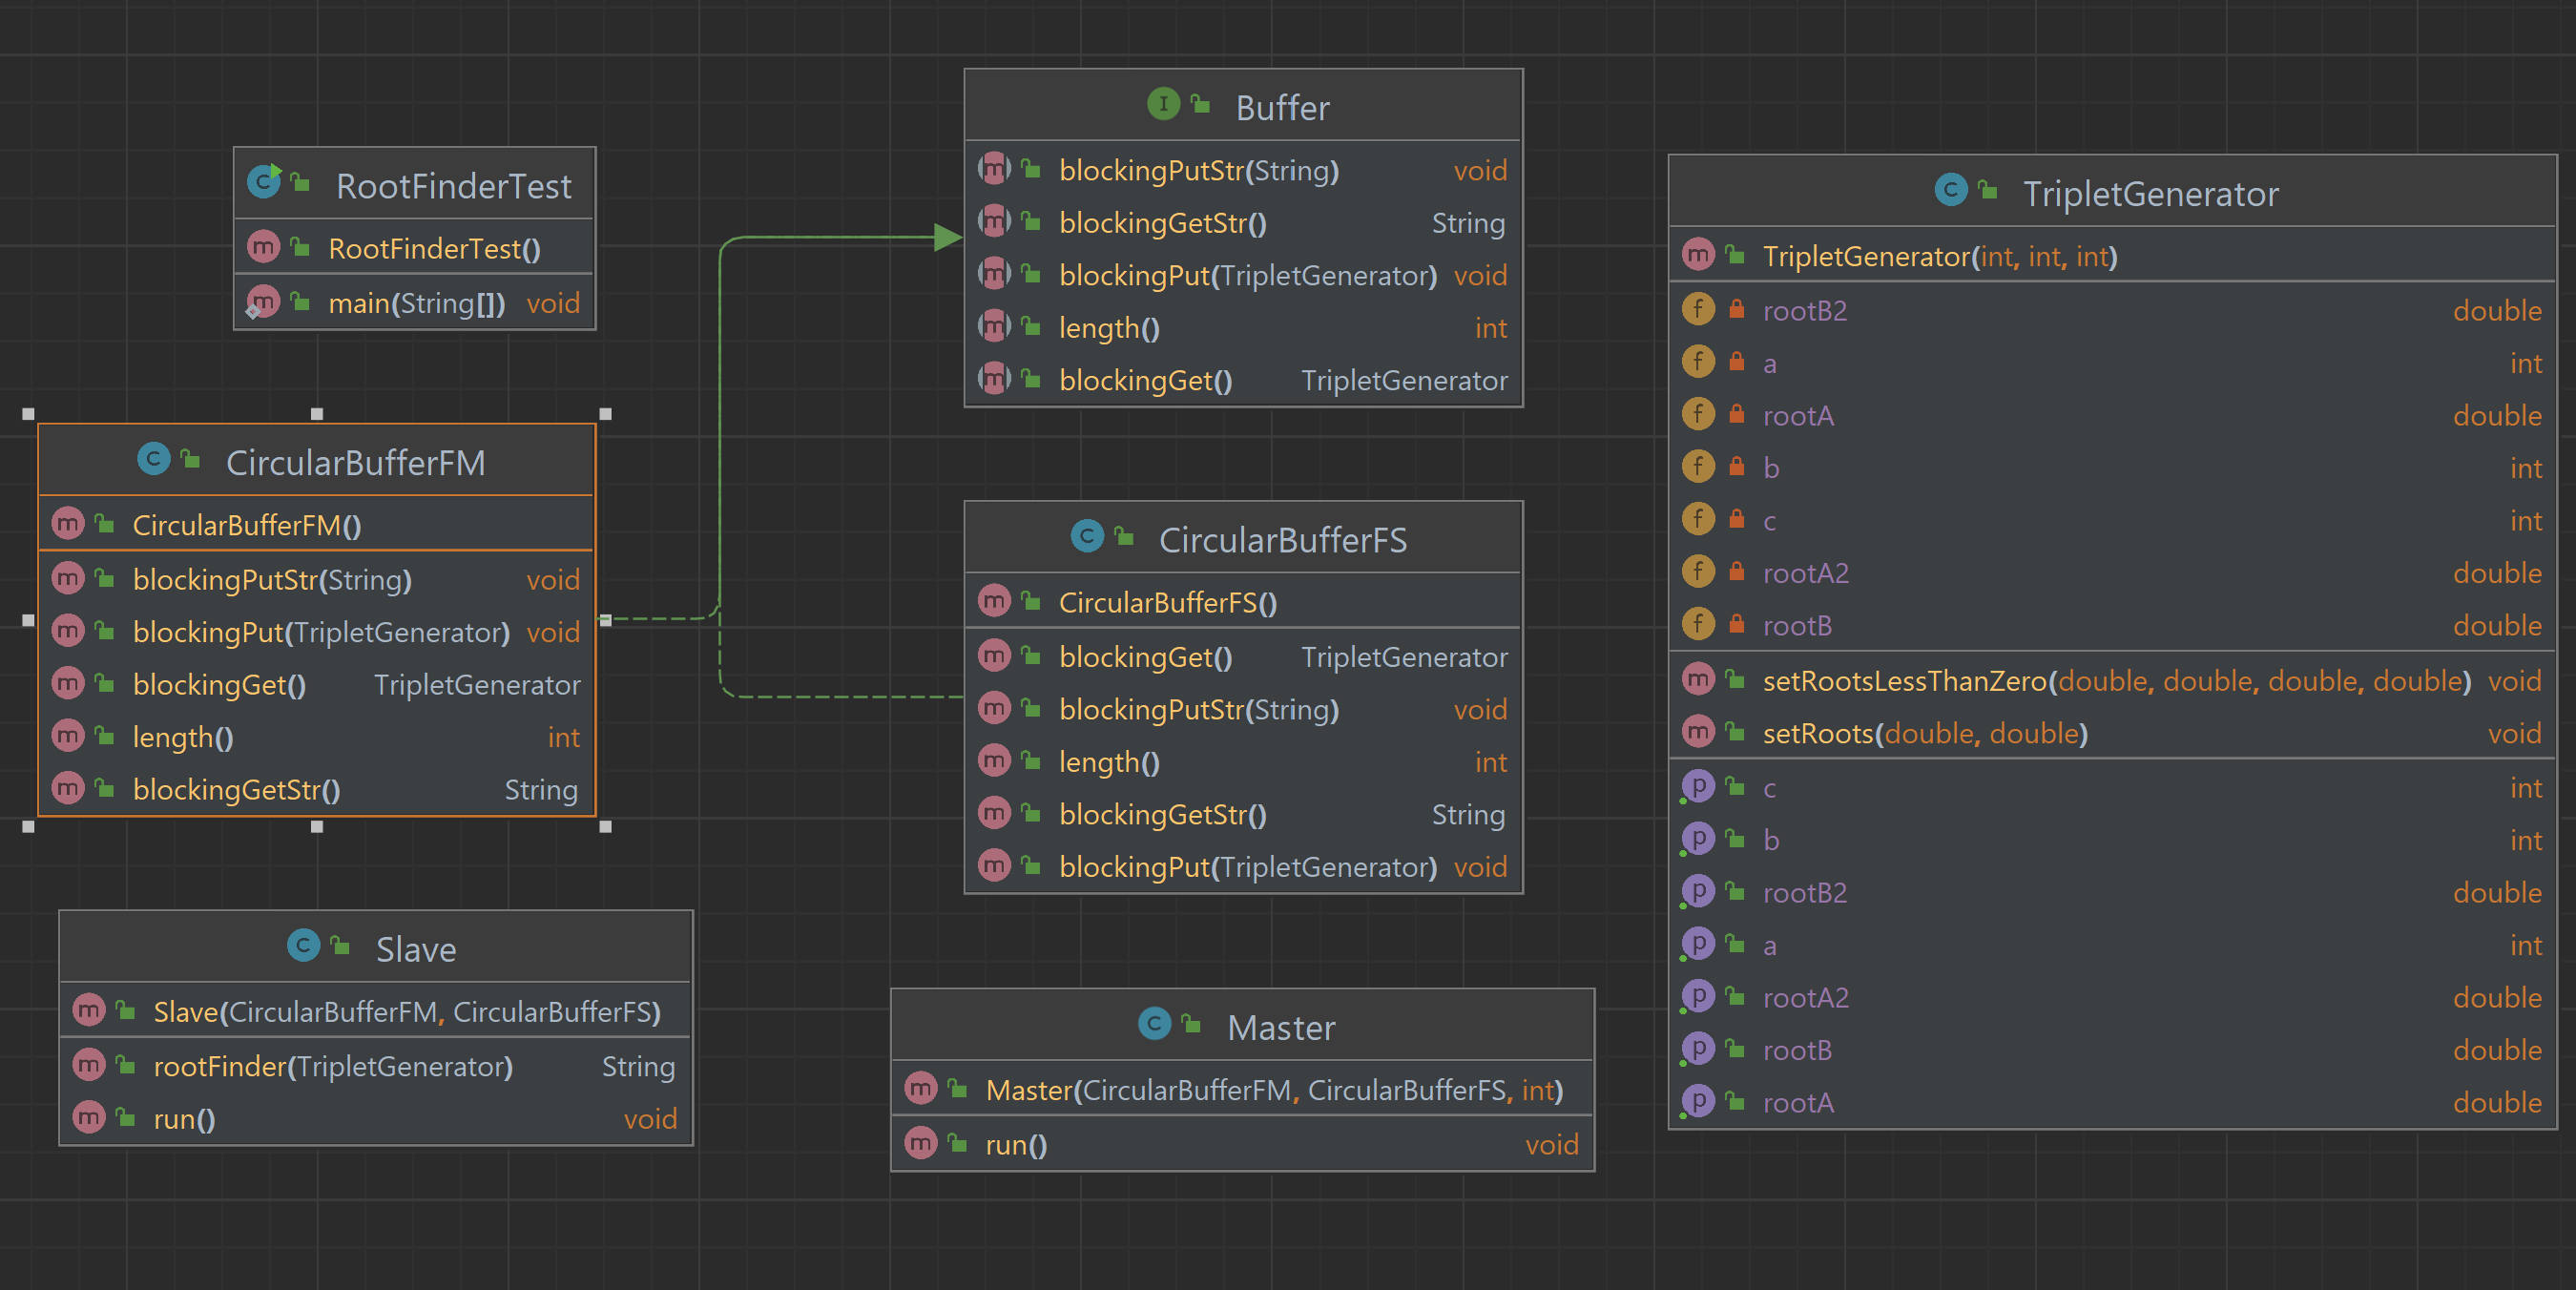 RootFinderTest
RootFinderTest()
main(String[]) void
CircularBufferFM
CircularBufferFM()
blockingPutStr(String) void
blockingPut(TripletGenerator) void
blockingGet() TripletGenerator
length() int
blockingGetStr() String
Slave
Slave(CircularBufferFM, CircularBufferFS)
rootFinder(TripletGenerator) String
run() void
Buffer
blockingPutStr(String) void
blockingGetStr() String
blockingPut(TripletGenerator) void
length() int
blockingGet() TripletGenerator
CircularBufferFS
CircularBufferFS()
blockingGet() TripletGenerator
blockingPutStr(String) void
length() int
blockingGetStr() String
blockingPut(TripletGenerator) void
Master
Master(CircularBufferFM, CircularBufferFS, int)
run() void
TripletGenerator
TripletGenerator(int, int, int)
rootB2 double
a int
rootA double
b int
c int
rootA2 double
rootB double
setRootsLessThanZero(double, double, double, double) void
setRoots(double, double) void
c int
b int
rootB2 double
a int
rootA2 double
rootB double
rootA double